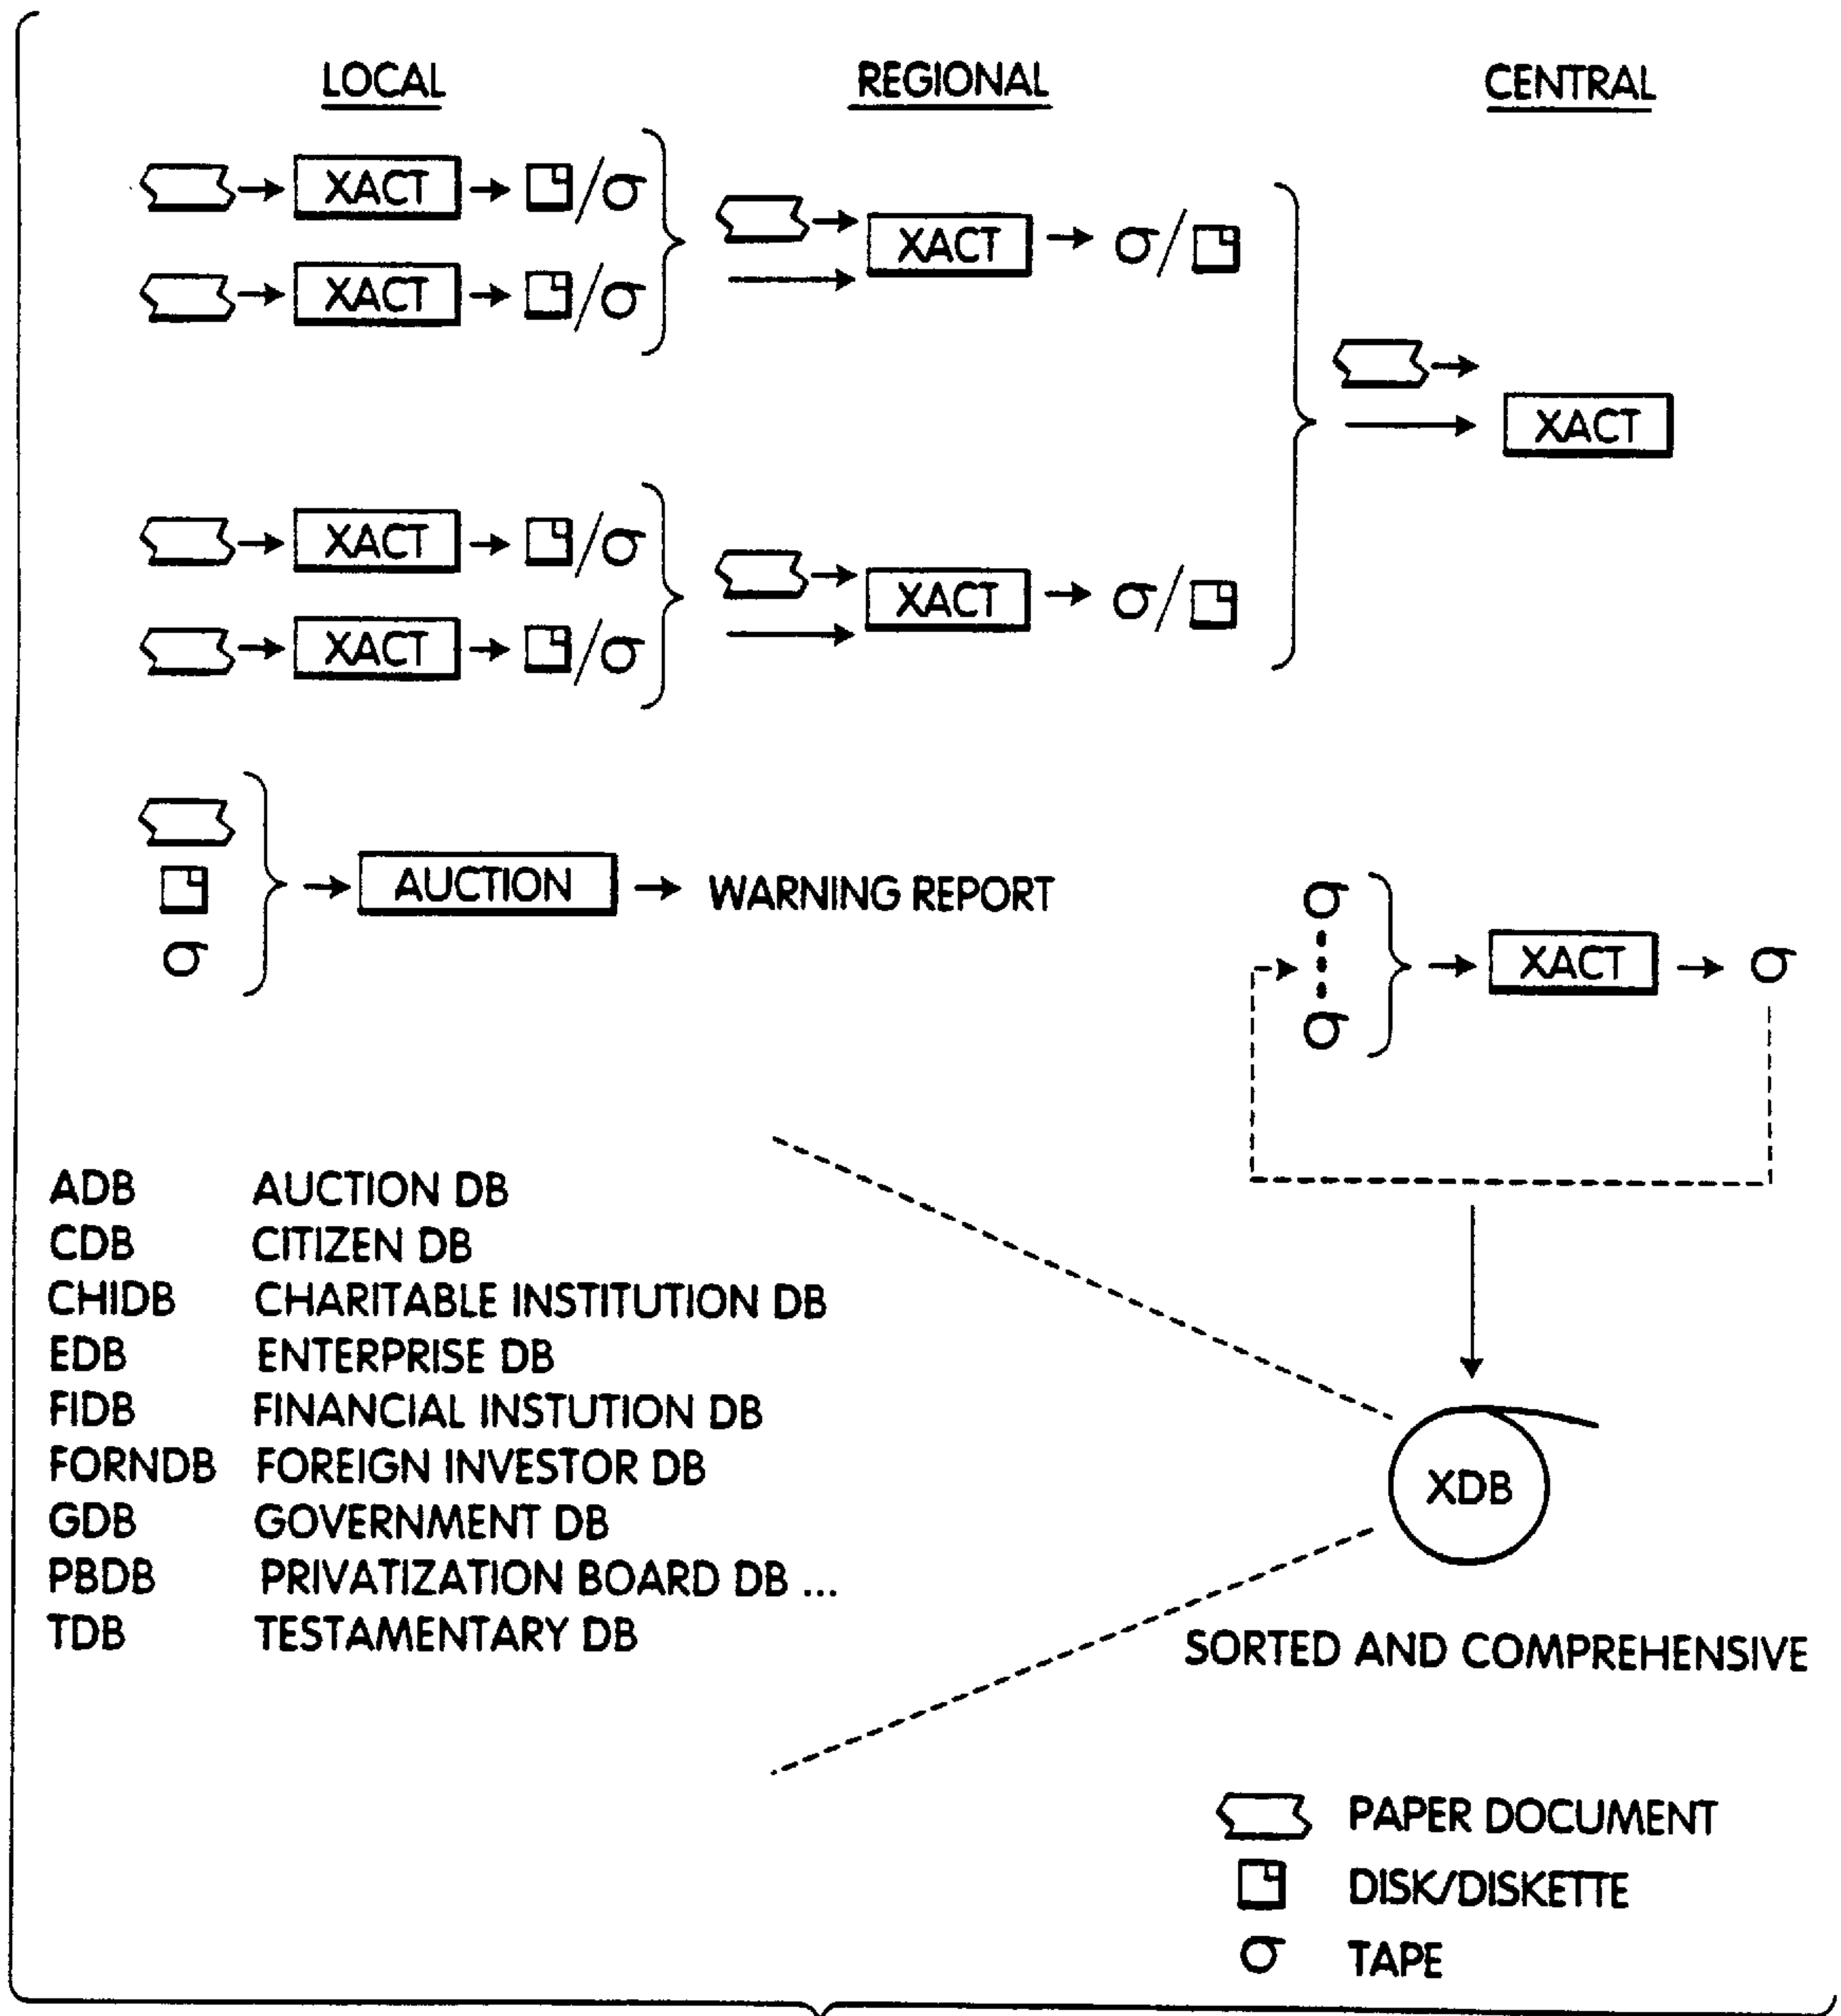 LOCAL REGIONAL CENTRAL
XACT
XACT
XACT
XACT
XACT
XACT
XACT
XACT
XACT
AUCTION WARNING REPORT
XACT
ADB AUCTION DB
CDB CITIZEN DB
CHIDB CHARITABLE INSTITUTION DB
EDB ENTERPRISE DB
FIDB FINANCIAL INSTUTION DB
FORNDB FOREIGN INVESTOR DB
GDB GOVERNMENT DB
PBDB PRIVATIZATION BOARD DB ...
TDB TESTAMENTARY DB
XDB
SORTED AND COMPREHENSIVE
PAPER DOCUMENT
DISK/DISKETTE
TAPE